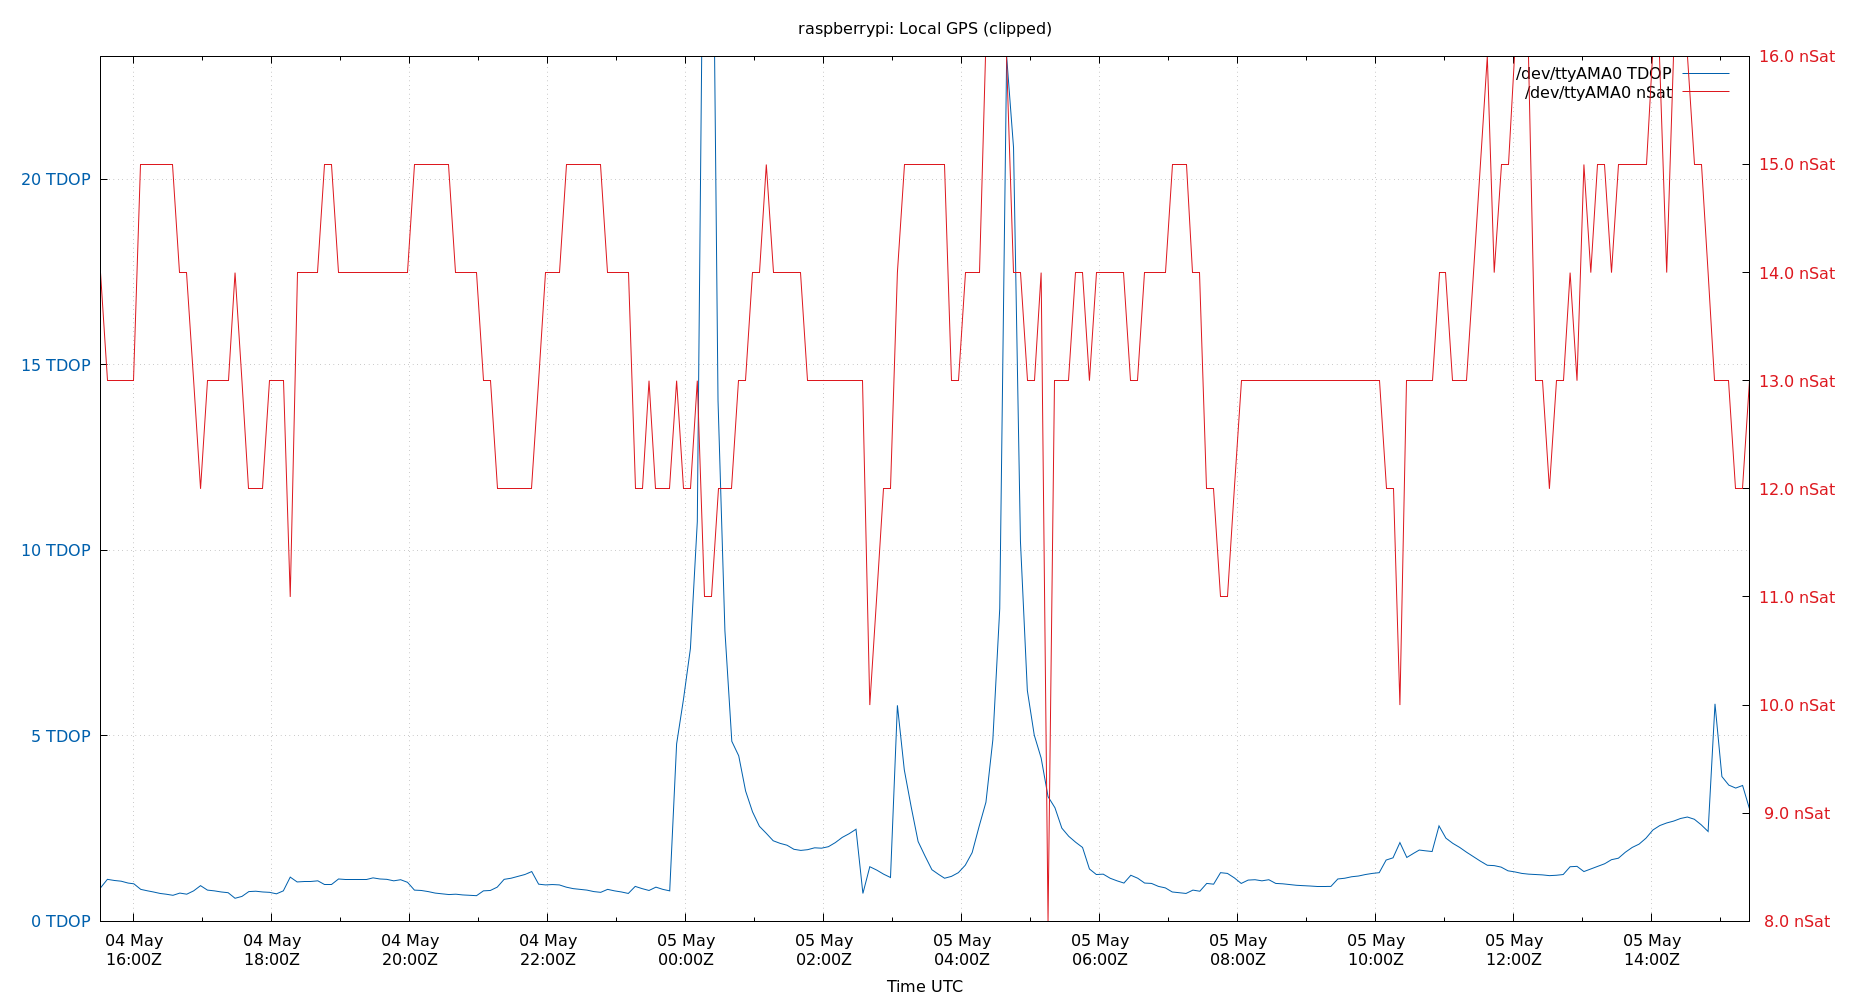 raspberrypi: Local GPS (clipped)
16.0 nSat
/dev/ttyAMA0 TDOP
/dev/ttyAMA0 nSat
15.0 nSat
20 TDOP
14.0 nSat
15 TDOP
13.0 nSat
12.0 nSat
10 TDOP
11.0 nSat
10.0 nSat
5 TDOP
9.0 nSat
0 TDOP
8.0 nSat
04 May 04 May 04 May 04 May 05 May 05 May 05 May 05 May 05 May 05 May 05 May 05 May
16:00Z 18:00Z 20:00Z 22:00Z 00:00Z 02:00Z 04:00Z 06:00Z 08:00Z 10:00Z 12:00Z 14:00Z
Time UTC